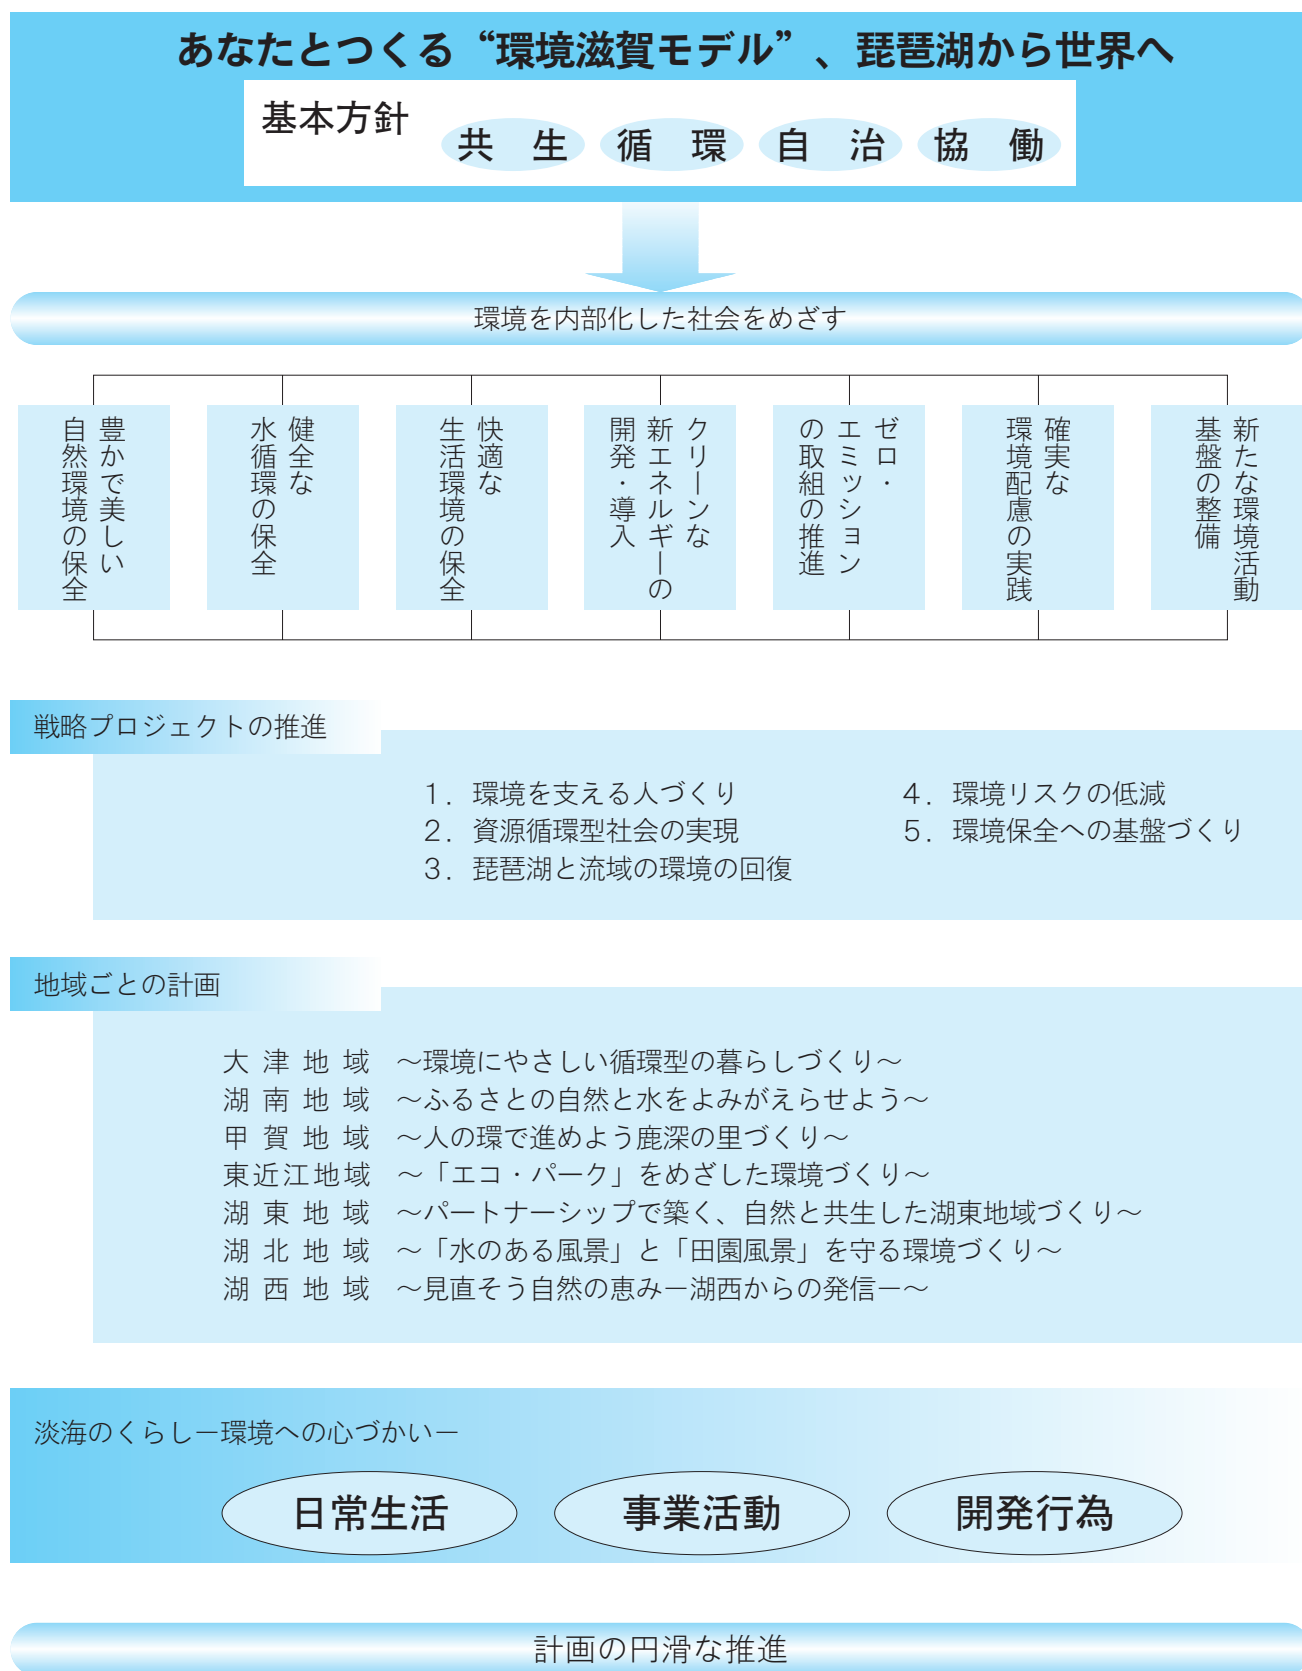 あなたとつくる“環境滋賀モデル”、琵琶湖から世界へ
基本方針
共 生 循 環 自 治 協 働
環境を内部化した社会をめざす
豊かで美しい
自然環境の保全
健全な
水循環の保全
快適な
生活環境の保全
クリーンな
新エネルギーの
開発・導入
ゼロ・
エミッション
の取組の推進
確実な
環境配慮の実践
新たな環境活動
基盤の整備
戦略プロジェクトの推進
1．環境を支える人づくり
2．資源循環型社会の実現
3．琵琶湖と流域の環境の回復
4．環境リスクの低減
5．環境保全への基盤づくり
地域ごとの計画
大津地域 〜環境にやさしい循環型の暮らしづくり〜
湖南地域 〜ふるさとの自然と水をよみがえらせよう〜
甲賀地域 〜人の環で進めよう鹿深の里づくり〜
東近江地域 〜「エコ・パーク」をめざした環境づくり〜
湖東地域 〜パートナーシップで築く、自然と共生した湖東地域づくり〜
湖北地域 〜「水のある風景」と「田園風景」を守る環境づくり〜
湖西地域 〜見直そう自然の恵みー湖西からの発信ー〜
淡海のくらしー環境への心づかいー
日常生活 事業活動 開発行為
計画の円滑な推進